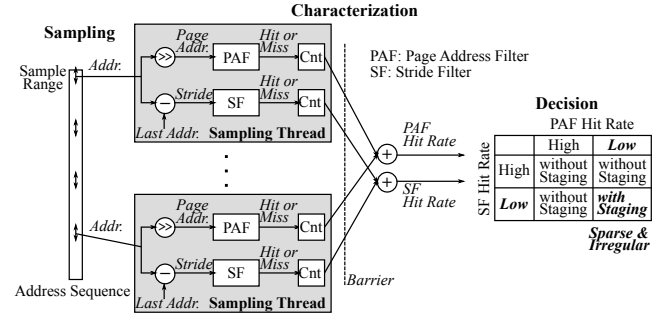 Characterization
Sampling
Sample
Range
Addr.
Page
Addr.
Hit or
Miss
>>
PAF
Cnt
Hit or
Miss
−
Stride
SF
Cnt
Last Addr.
Sampling Thread
PAF: Page Address Filter
SF: Stride Filter
+
PAF
Hit Rate
+
SF
Hit Rate
Addr.
Page
Addr.
Hit or
Miss
>>
PAF
Cnt
Hit or
Miss
−
Stride
SF
Cnt
Last Addr.
Sampling Thread
Barrier
Address Sequence
Decision
PAF Hit Rate
High Low
SF Hit Rate
High
without
Staging
without
Staging
Low
without
Staging
with
Staging
Sparse &
Irregular